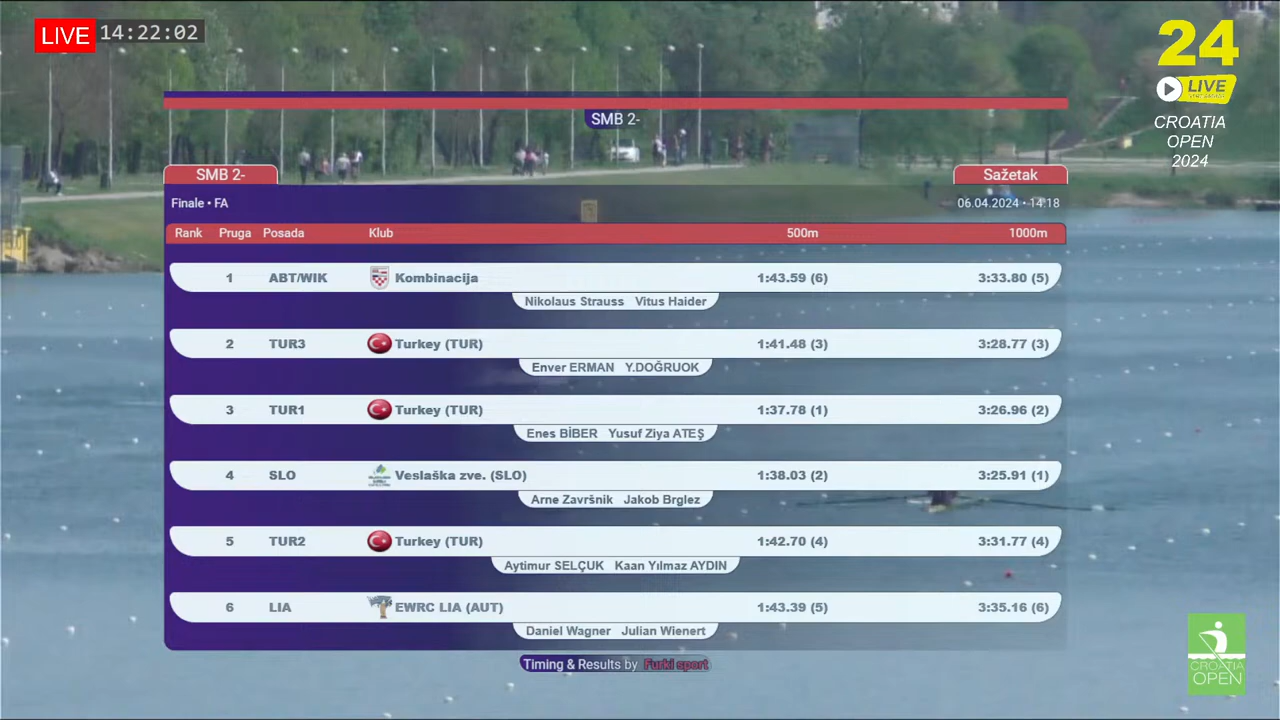 LIVE 14:22:02
24
LIVE
CROATIA
OPEN
2024
SMB 2-
SMB 2- Sažetak
Finale • FA 06.04.2024 • 14:18
Rank Pruga Posada Klub 500m 1000m
1 ABT/WIK Kombinacija 1:43.59 (6) 3:33.80 (5)
Nikolaus Strauss Vitus Haider
2 TUR3 Turkey (TUR) 1:41.48 (3) 3:28.77 (3)
Enver ERMAN Y.DOĞRUOK
3 TUR1 Turkey (TUR) 1:37.78 (1) 3:26.96 (2)
Enes BİBER Yusuf Ziya ATEŞ
4 SLO Veslaška zve. (SLO) 1:38.03 (2) 3:25.91 (1)
Arne Završnik Jakob Brglez
5 TUR2 Turkey (TUR) 1:42.70 (4) 3:31.77 (4)
Aytimur SELÇUK Kaan Yılmaz AYDIN
6 LIA EWRC LIA (AUT) 1:43.39 (5) 3:35.16 (6)
Daniel Wagner Julian Wienert
Timing & Results by Furki sport
CROATIA
OPEN